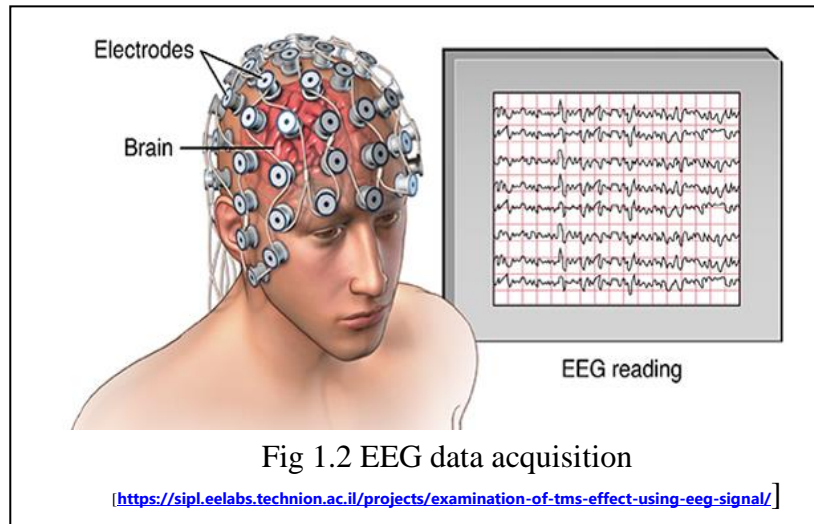 Electrodes
Brain
EEG reading
Fig 1.2 EEG data acquisition
[https://sipl.eelabs.technion.ac.il/projects/examination-of-tms-effect-using-eeg-signal/]